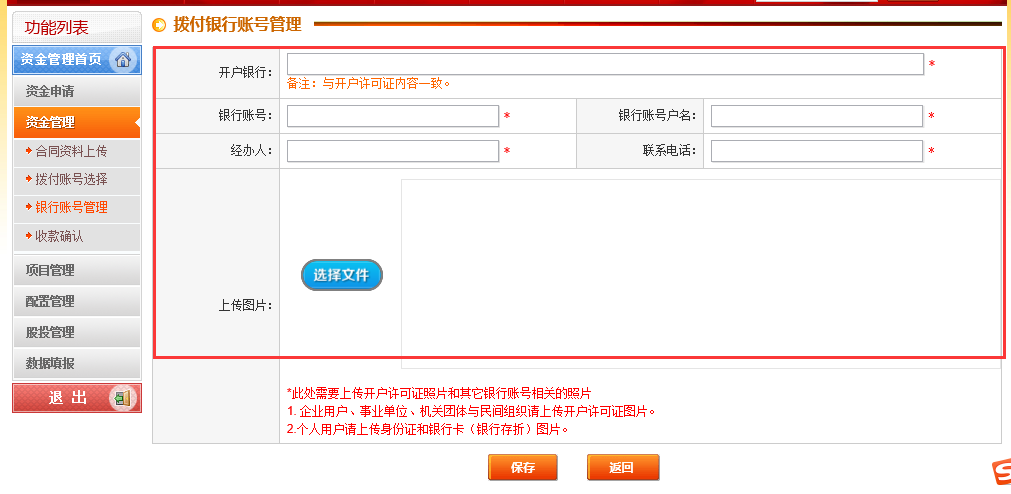 功能列表
资金管理首页
资金申请
资金管理
合同资料上传
拨付账号选择
银行账号管理
收款确认
项目管理
配置管理
股投管理
数据填报
退 出
拨付银行账号管理
开户银行：
*
备注：与开户许可证内容一致。
银行账号：
*
银行账号户名：
*
经办人：
*
联系电话：
*
上传图片：
选择文件
*此处需要上传开户许可证照片和其它银行账号相关的照片
1. 企业用户、事业单位、机关团体与民间组织请上传开户许可证图片。
2.个人用户请上传身份证和银行卡（银行存折）图片。
保存
返回